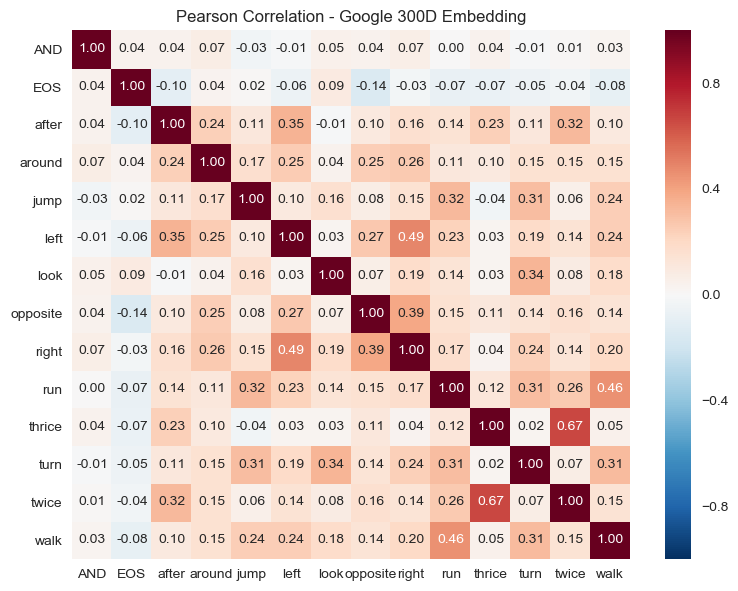 Pearson Correlation - Google 300D Embedding
AND 1.00 0.04 0.04 0.07 -0.03 -0.01 0.05 0.04 0.07 0.00 0.04 -0.01 0.01 0.03
EOS 0.04 1.00 -0.10 0.04 0.02 -0.06 0.09 -0.14 -0.03 -0.07 -0.07 -0.05 -0.04 -0.08
after 0.04 -0.10 1.00 0.24 0.11 0.35 -0.01 0.10 0.16 0.14 0.23 0.11 0.32 0.10
around 0.07 0.04 0.24 1.00 0.17 0.25 0.04 0.25 0.26 0.11 0.10 0.15 0.15 0.15
jump -0.03 0.02 0.11 0.17 1.00 0.10 0.16 0.08 0.15 0.32 -0.04 0.31 0.06 0.24
left -0.01 -0.06 0.35 0.25 0.10 1.00 0.03 0.27 0.49 0.23 0.03 0.19 0.14 0.24
look 0.05 0.09 -0.01 0.04 0.16 0.03 1.00 0.07 0.19 0.14 0.03 0.34 0.08 0.18
opposite 0.04 -0.14 0.10 0.25 0.08 0.27 0.07 1.00 0.39 0.15 0.11 0.14 0.16 0.14
right 0.07 -0.03 0.16 0.26 0.15 0.49 0.19 0.39 1.00 0.17 0.04 0.24 0.14 0.20
run 0.00 -0.07 0.14 0.11 0.32 0.23 0.14 0.15 0.17 1.00 0.12 0.31 0.26 0.46
thrice 0.04 -0.07 0.23 0.10 -0.04 0.03 0.03 0.11 0.04 0.12 1.00 0.02 0.67 0.05
turn -0.01 -0.05 0.11 0.15 0.31 0.19 0.34 0.14 0.24 0.31 0.02 1.00 0.07 0.31
twice 0.01 -0.04 0.32 0.15 0.06 0.14 0.08 0.16 0.14 0.26 0.67 0.07 1.00 0.15
walk 0.03 -0.08 0.10 0.15 0.24 0.24 0.18 0.14 0.20 0.46 0.05 0.31 0.15 1.00
AND EOS after around jump left look opposite right run thrice turn twice walk
0.8
0.4
0.0
−0.4
−0.8